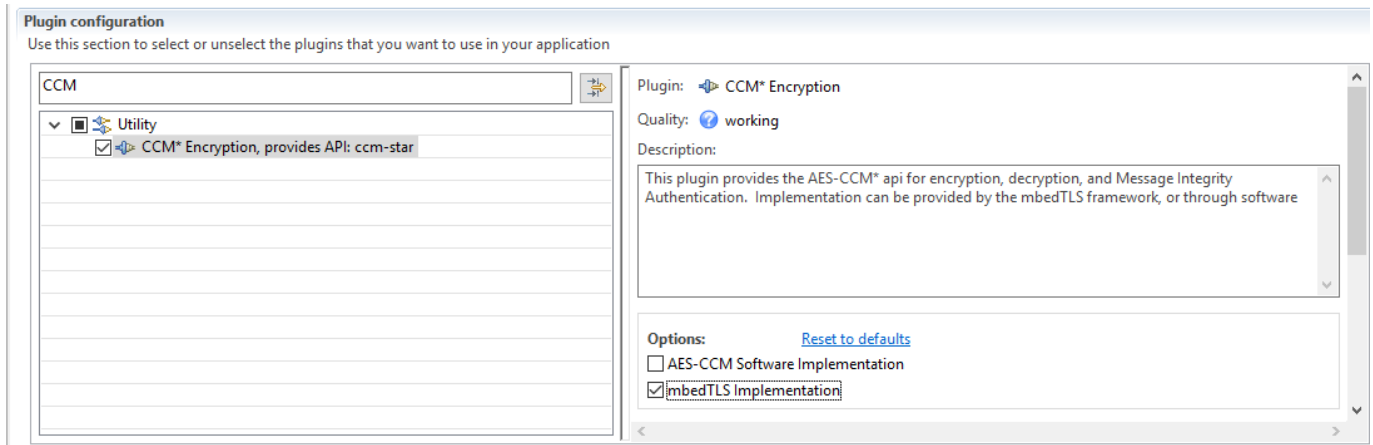 Plugin configuration
Use this section to select or unselect the plugins that you want to use in your application
CCM
Utility
CCM* Encryption, provides API: ccm-star
Plugin: CCM* Encryption
Quality: working
Description:
This plugin provides the AES-CCM* api for encryption, decryption, and Message Integrity
Authentication. Implementation can be provided by the mbedTLS framework, or through software
Options: Reset to defaults
AES-CCM Software Implementation
mbedTLS Implementation